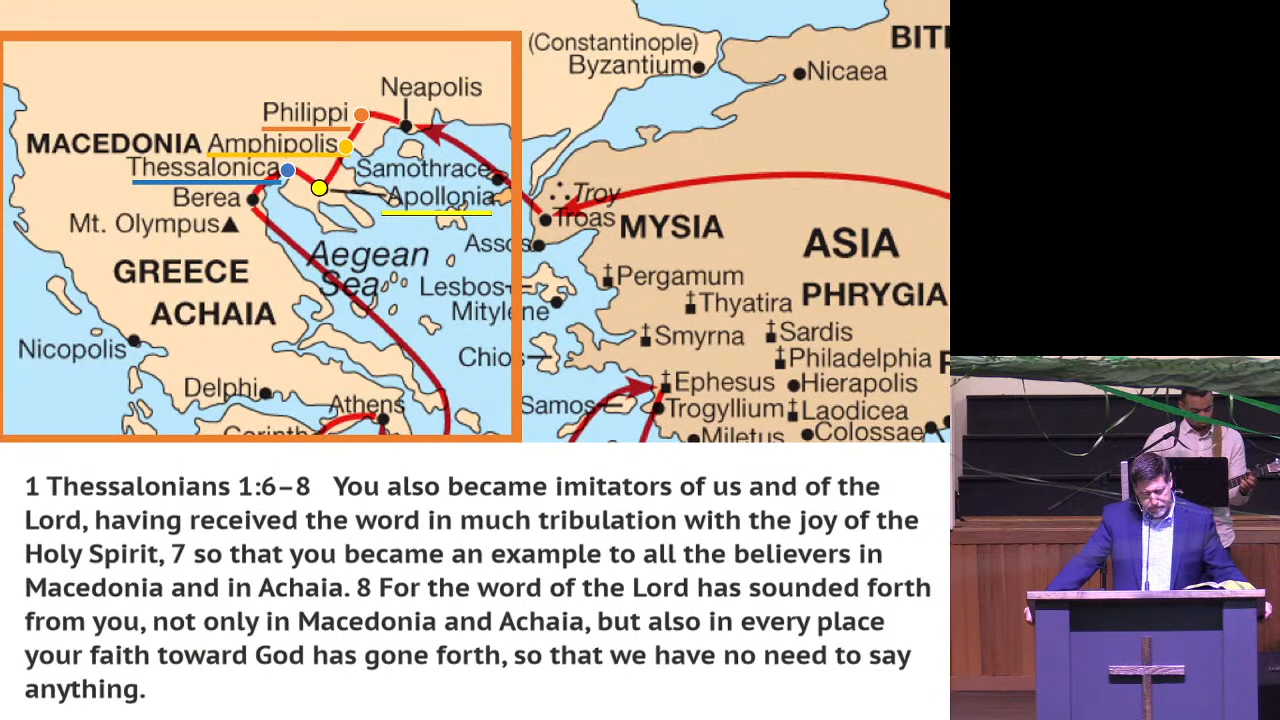 (Constantinople)
Byzantium
BITI
Nicaea
Neapolis
Philippi
MACEDONIA
Amphipolis
Thessalonica
Samothrace
Troy
Berea
Apollonia
Troas
Mt. Olympus
MYSIA
Assos
ASIA
Aegean
Sea
GREECE
Pergamum
Lesbos
Thyatira
PHRYGIA
ACHAIA
Mitylene
Smyrna
Sardis
Nicopolis
Chios
Philadelphia
P
Delphi
Ephesus
Hierapolis
Athens
Samos
Trogyllium
Laodicea
Corinth
Miletus
Colossae
1 Thessalonians 1:6–8 You also became imitators of us and of the
Lord, having received the word in much tribulation with the joy of the
Holy Spirit, 7 so that you became an example to all the believers in
Macedonia and in Achaia. 8 For the word of the Lord has sounded forth
from you, not only in Macedonia and Achaia, but also in every place
your faith toward God has gone forth, so that we have no need to say
anything.